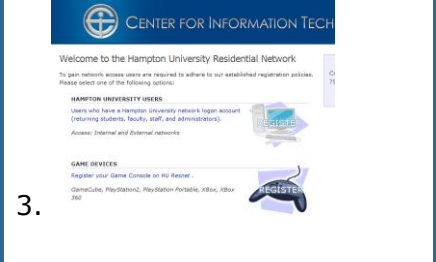 CENTER FOR INFORMATION TECH
Welcome to the Hampton University Residential Network
To gain network access users are required to adhere to our established registration policies.
Please select one of the following options:
HAMPTON UNIVERSITY USERS
Users who have a Hampton University network logon account
(returning students, faculty, staff, and administrators).
REGISTER
Access: Internal and External networks
GAME DEVICES
Register your Game Console on HU Resnet .
GameCube, PlayStation2, PlayStation Portable, XBox, XBox
360
REGISTER
3.